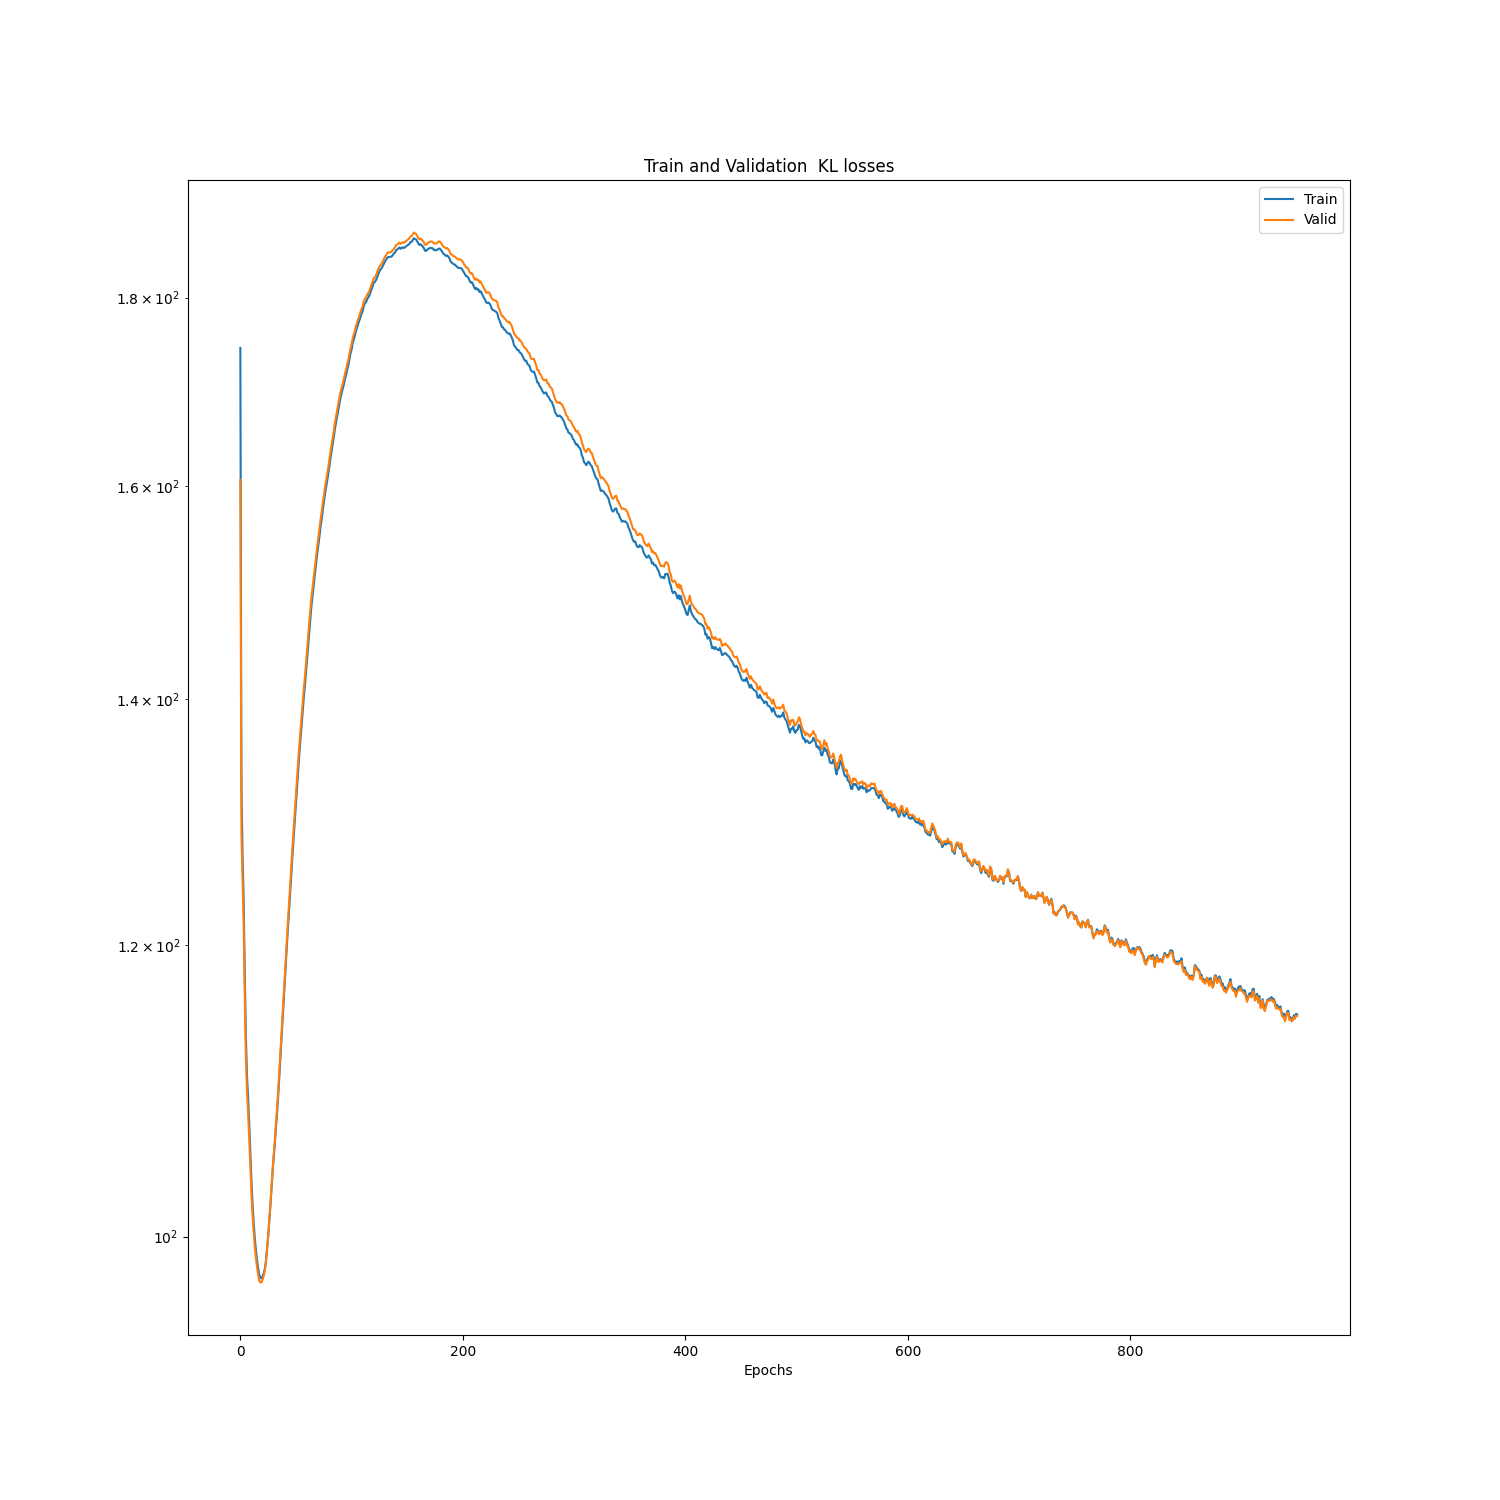 Train and Validation  KL losses
Train
Valid
1.8 × 10²
1.6 × 10²
1.4 × 10²
1.2 × 10²
10²
0 200 400 600 800
Epochs